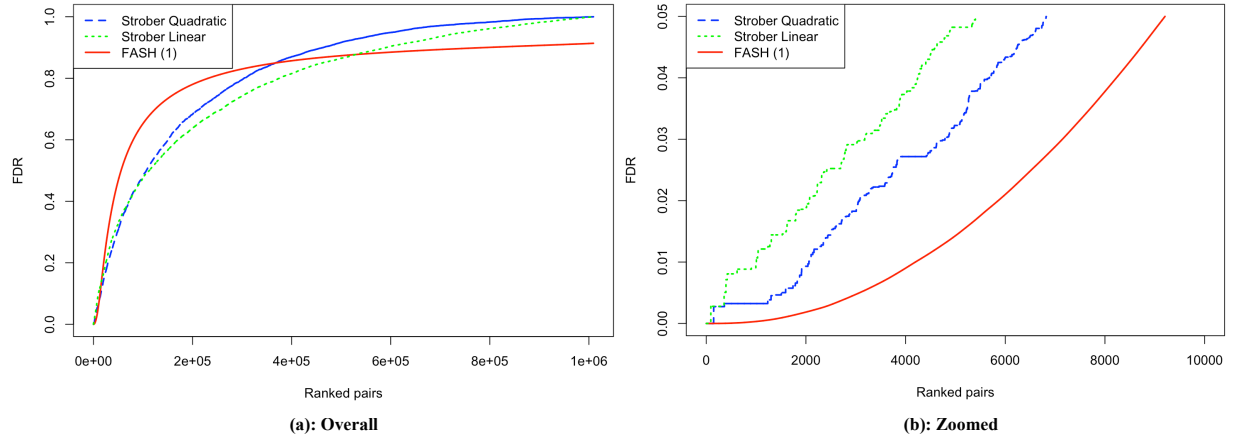 Strober Quadratic
Strober Linear
FASH (1)
FDR
1.0
0.8
0.6
0.4
0.2
0.0
0e+00
2e+05
4e+05
6e+05
8e+05
1e+06
Ranked pairs
(a): Overall
Strober Quadratic
Strober Linear
FASH (1)
FDR
0.05
0.04
0.03
0.02
0.01
0.00
0
2000
4000
6000
8000
10000
Ranked pairs
(b): Zoomed